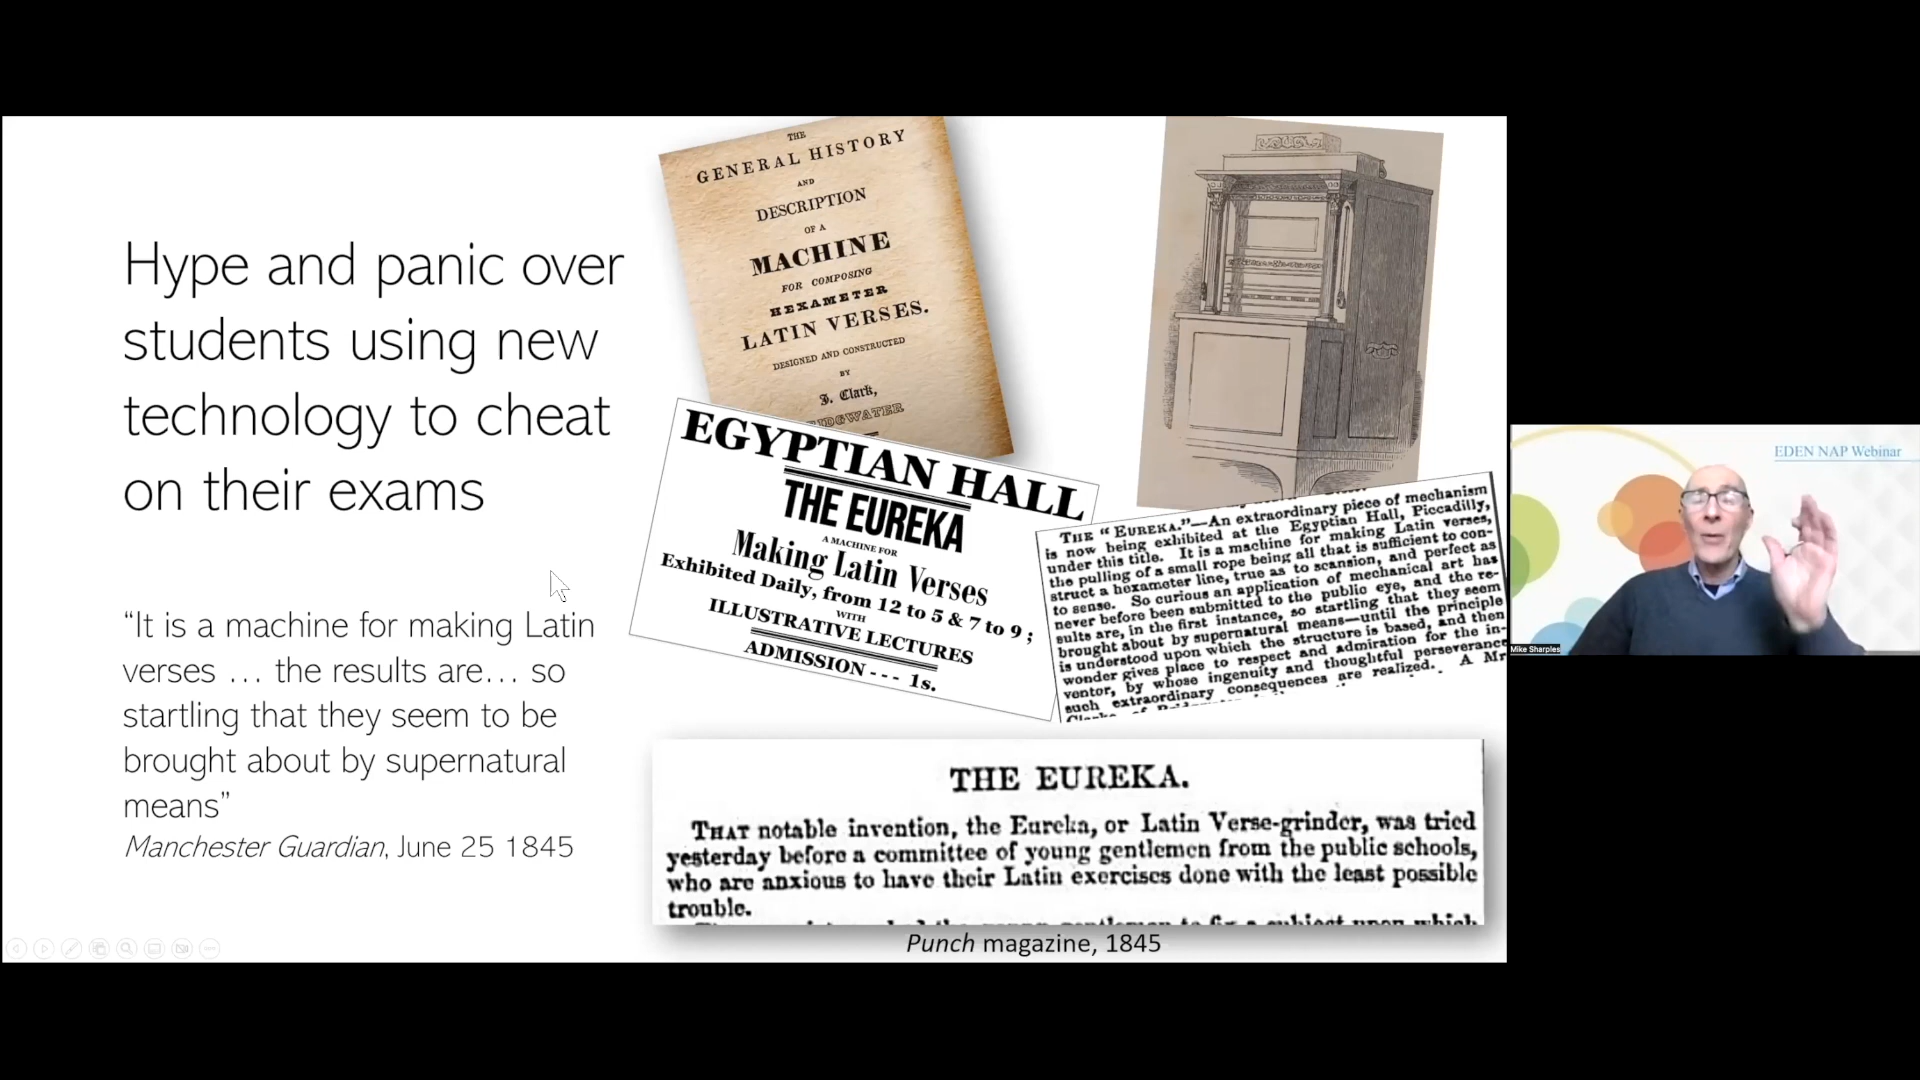 Hype and panic over
students using new
technology to cheat
on their exams
“It is a machine for making Latin
verses … the results are… so
startling that they seem to be
brought about by supernatural
means”
Manchester Guardian, June 25 1845
THE
GENERAL HISTORY
AND
DESCRIPTION
OF A
MACHINE
FOR COMPOSING
HEXAMETER
LATIN VERSES.
DESIGNED AND CONSTRUCTED
BY
J. Clark,
EGYPTIAN HALL
THE EUREKA
A MACHINE FOR
Making Latin Verses
Exhibited Daily, from 12 to 5 & 7 to 9 ;
WITH
ILLUSTRATIVE LECTURES
ADMISSION - - - 1s.
THE “EUREKA.”—An extraordinary piece of mechanism
is now being exhibited at the Egyptian Hall, Piccadilly,
under this title. It is a machine for making Latin verses,
the pulling of a small rope being all that is sufficient to con-
struct a hexameter line, true as to scansion, and perfect as
to sense. So curious an application of mechanical art has
never before been submitted to the public eye, and the re-
sults are, in the first instance, so startling that they seem
brought about by supernatural means—until the principle
is understood upon which the structure is based, and then
wonder gives place to respect and admiration for the in-
ventor, by whose ingenuity and thoughtful perseverance
such extraordinary consequences are realized. A Mr
THE EUREKA.
THAT notable invention, the Eureka, or Latin Verse-grinder, was tried
yesterday before a committee of young gentlemen from the public schools,
who are anxious to have their Latin exercises done with the least possible
trouble.
Punch magazine, 1845
EDEN NAP Webinar
Mike Sharples